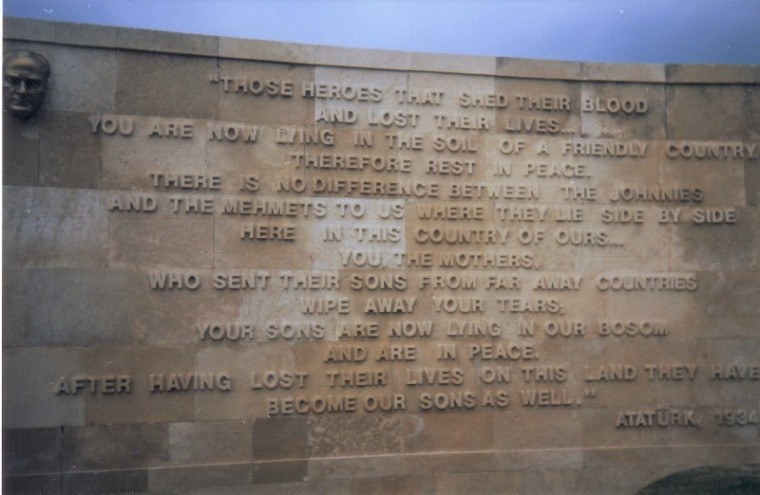 "THOSE HEROES THAT SHED THEIR BLOOD
AND LOST THEIR LIVES...
YOU ARE NOW LYING IN THE SOIL OF A FRIENDLY COUNTRY
THEREFORE REST IN PEACE.
THERE IS NO DIFFERENCE BETWEEN THE JOHNNIES
AND THE MEHMETS TO US WHERE THEY LIE SIDE BY SIDE
HERE IN THIS COUNTRY OF OURS...
YOU, THE MOTHERS,
WHO SENT THEIR SONS FROM FAR AWAY COUNTRIES
WIPE AWAY YOUR TEARS;
YOUR SONS ARE NOW LYING IN OUR BOSOM
AND ARE IN PEACE.
AFTER HAVING LOST THEIR LIVES ON THIS LAND THEY HAVE
BECOME OUR SONS AS WELL."
ATATÜRK, 1934